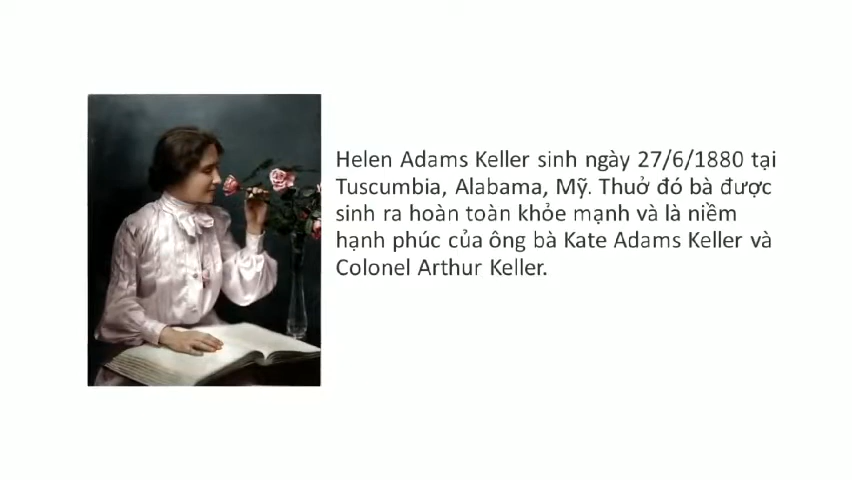 Helen Adams Keller sinh ngày 27/6/1880 tại
Tuscumbia, Alabama, Mỹ. Thuở đó bà được
sinh ra hoàn toàn khỏe mạnh và là niềm
hạnh phúc của ông bà Kate Adams Keller và
Colonel Arthur Keller.